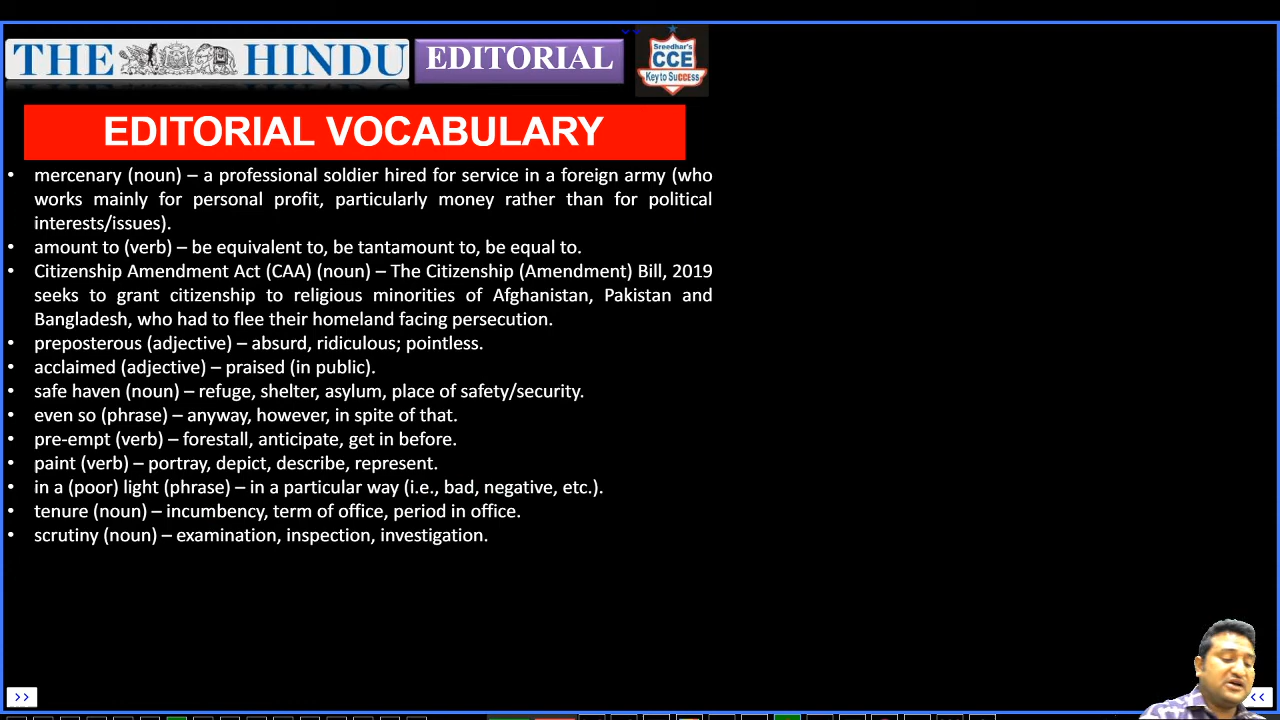 THE HINDU
EDITORIAL
Sreedhar's
CCE
Key to SuCCEss
EDITORIAL VOCABULARY
• mercenary (noun) – a professional soldier hired for service in a foreign army (who
works mainly for personal profit, particularly money rather than for political
interests/issues).
• amount to (verb) – be equivalent to, be tantamount to, be equal to.
• Citizenship Amendment Act (CAA) (noun) – The Citizenship (Amendment) Bill, 2019
seeks to grant citizenship to religious minorities of Afghanistan, Pakistan and
Bangladesh, who had to flee their homeland facing persecution.
• preposterous (adjective) – absurd, ridiculous; pointless.
• acclaimed (adjective) – praised (in public).
• safe haven (noun) – refuge, shelter, asylum, place of safety/security.
• even so (phrase) – anyway, however, in spite of that.
• pre-empt (verb) – forestall, anticipate, get in before.
• paint (verb) – portray, depict, describe, represent.
• in a (poor) light (phrase) – in a particular way (i.e., bad, negative, etc.).
• tenure (noun) – incumbency, term of office, period in office.
• scrutiny (noun) – examination, inspection, investigation.
>>
<<